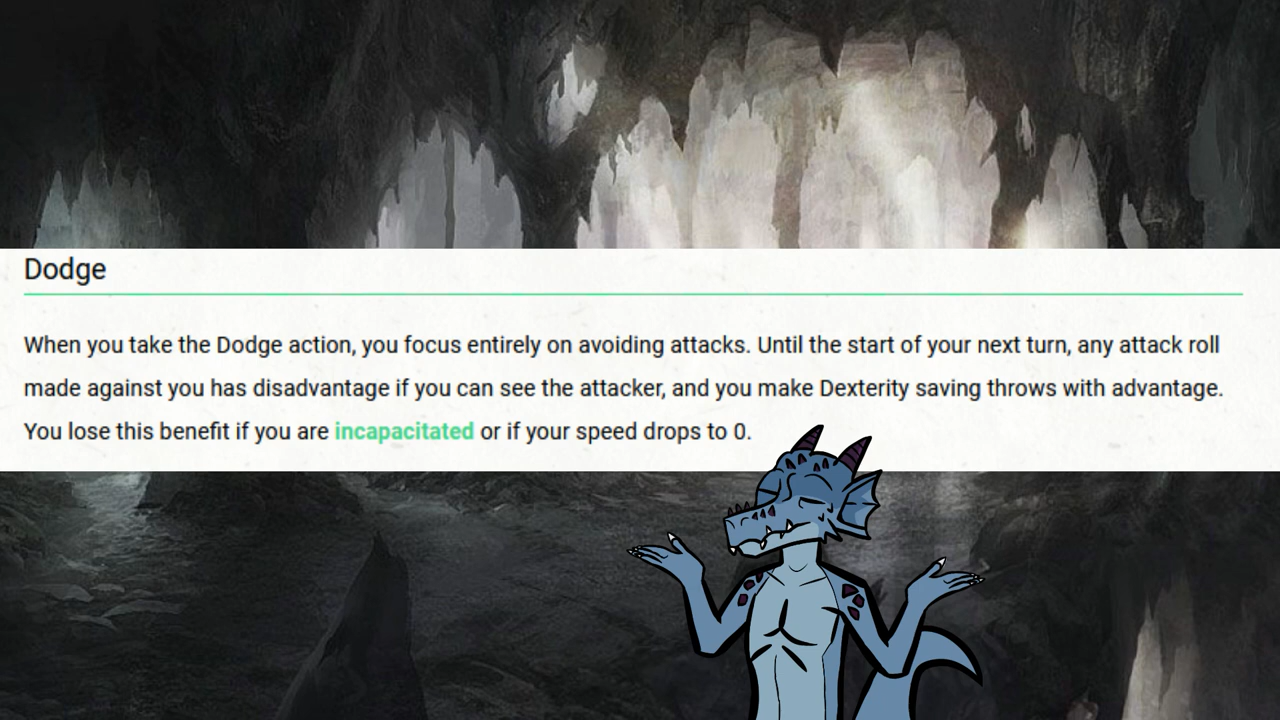 Dodge
When you take the Dodge action, you focus entirely on avoiding attacks. Until the start of your next turn, any attack roll
made against you has disadvantage if you can see the attacker, and you make Dexterity saving throws with advantage.
You lose this benefit if you are incapacitated or if your speed drops to 0.